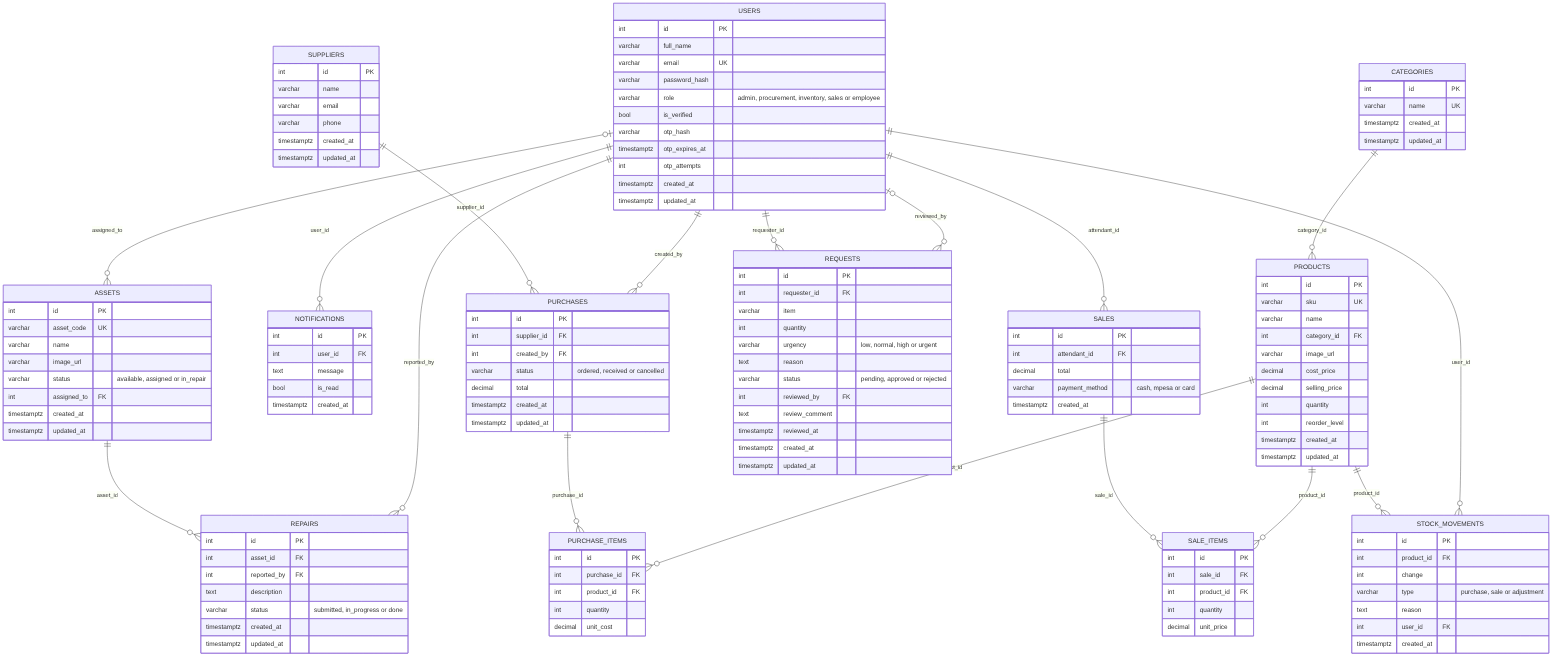 USERS
int id PK
varchar full_name
varchar email UK
varchar password_hash
varchar role admin, procurement, inventory, sales or employee
bool is_verified
varchar otp_hash
timestamptz otp_expires_at
int otp_attempts
timestamptz created_at
timestamptz updated_at
SUPPLIERS
int id PK
varchar name
varchar email
varchar phone
timestamptz created_at
timestamptz updated_at
CATEGORIES
int id PK
varchar name UK
timestamptz created_at
timestamptz updated_at
assigned_to
user_id
supplier_id
reported_by
created_by
requester_id
reviewed_by
attendant_id
category_id
user_id
ASSETS
int id PK
varchar asset_code UK
varchar name
varchar image_url
varchar status available, assigned or in_repair
int assigned_to FK
timestamptz created_at
timestamptz updated_at
NOTIFICATIONS
int id PK
int user_id FK
text message
bool is_read
timestamptz created_at
PURCHASES
int id PK
int supplier_id FK
int created_by FK
varchar status ordered, received or cancelled
decimal total
timestamptz created_at
timestamptz updated_at
REQUESTS
int id PK
int requester_id FK
varchar item
int quantity
varchar urgency low, normal, high or urgent
text reason
varchar status pending, approved or rejected
int reviewed_by FK
text review_comment
timestamptz reviewed_at
timestamptz created_at
timestamptz updated_at
SALES
int id PK
int attendant_id FK
decimal total
varchar payment_method cash, mpesa or card
timestamptz created_at
PRODUCTS
int id PK
varchar sku UK
varchar name
int category_id FK
varchar image_url
decimal cost_price
decimal selling_price
int quantity
int reorder_level
timestamptz created_at
timestamptz updated_at
asset_id
purchase_id
sale_id
product_id
product_id
REPAIRS
int id PK
int asset_id FK
int reported_by FK
text description
varchar status submitted, in_progress or done
timestamptz created_at
timestamptz updated_at
PURCHASE_ITEMS
int id PK
int purchase_id FK
int product_id FK
int quantity
decimal unit_cost
SALE_ITEMS
int id PK
int sale_id FK
int product_id FK
int quantity
decimal unit_price
STOCK_MOVEMENTS
int id PK
int product_id FK
int change
varchar type purchase, sale or adjustment
text reason
int user_id FK
timestamptz created_at